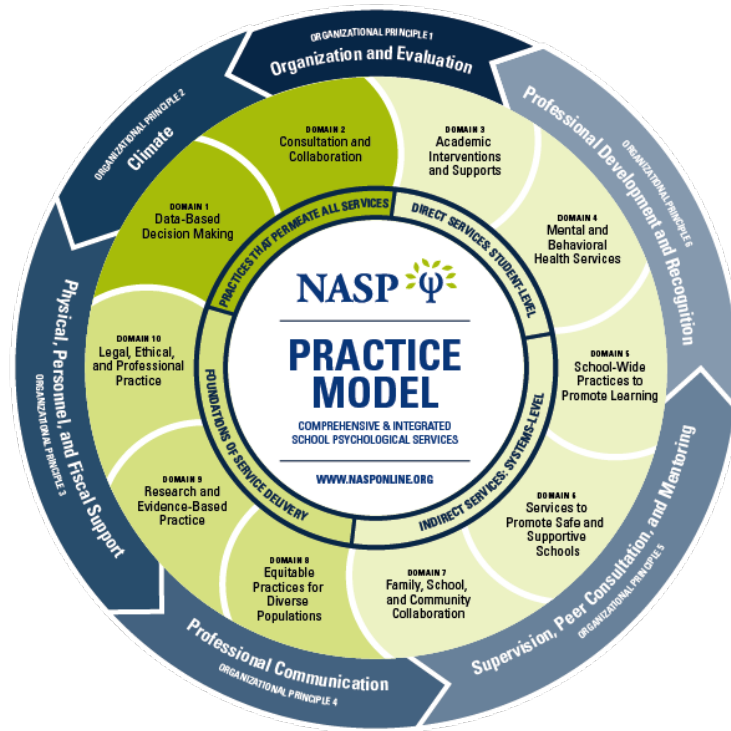 ORGANIZATIONAL PRINCIPLE 1
Organization and Evaluation
ORGANIZATIONAL PRINCIPLE 2
Climate
Physical, Personnel, and Fiscal Support
ORGANIZATIONAL PRINCIPLE 3
Professional Communication
ORGANIZATIONAL PRINCIPLE 4
Supervision, Peer Consultation, and Mentoring
ORGANIZATIONAL PRINCIPLE 5
ORGANIZATIONAL PRINCIPLE 6
Professional Development and Recognition
DOMAIN 1
Data-Based
Decision Making
DOMAIN 2
Consultation and
Collaboration
DOMAIN 3
Academic
Interventions
and Supports
DOMAIN 4
Mental and
Behavioral
Health Services
DOMAIN 5
School-Wide
Practices to
Promote Learning
DOMAIN 6
Services to
Promote Safe and
Supportive
Schools
DOMAIN 7
Family, School,
and Community
Collaboration
DOMAIN 8
Equitable
Practices for
Diverse
Populations
DOMAIN 9
Research and
Evidence-Based
Practice
DOMAIN 10
Legal, Ethical,
and Professional
Practice
PRACTICES THAT PERMEATE ALL SERVICES
DIRECT SERVICES: STUDENT-LEVEL
INDIRECT SERVICES: SYSTEMS-LEVEL
FOUNDATIONS OF SERVICE DELIVERY
NASP ψ
PRACTICE
MODEL
COMPREHENSIVE & INTEGRATED
SCHOOL PSYCHOLOGICAL SERVICES
WWW.NASPONLINE.ORG